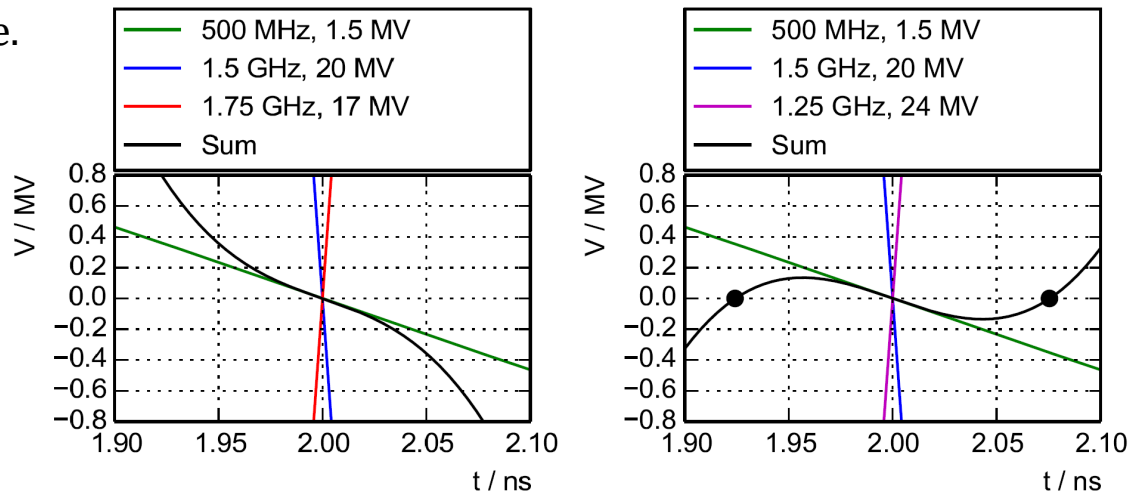 e.
500 MHz, 1.5 MV
1.5 GHz, 20 MV
1.75 GHz, 17 MV
Sum
V / MV
0.8
0.6
0.4
0.2
0.0
−0.2
−0.4
−0.6
−0.8
1.90
1.95
2.00
2.05
2.10
t / ns
500 MHz, 1.5 MV
1.5 GHz, 20 MV
1.25 GHz, 24 MV
Sum
V / MV
0.8
0.6
0.4
0.2
0.0
−0.2
−0.4
−0.6
−0.8
1.90
1.95
2.00
2.05
2.10
t / ns